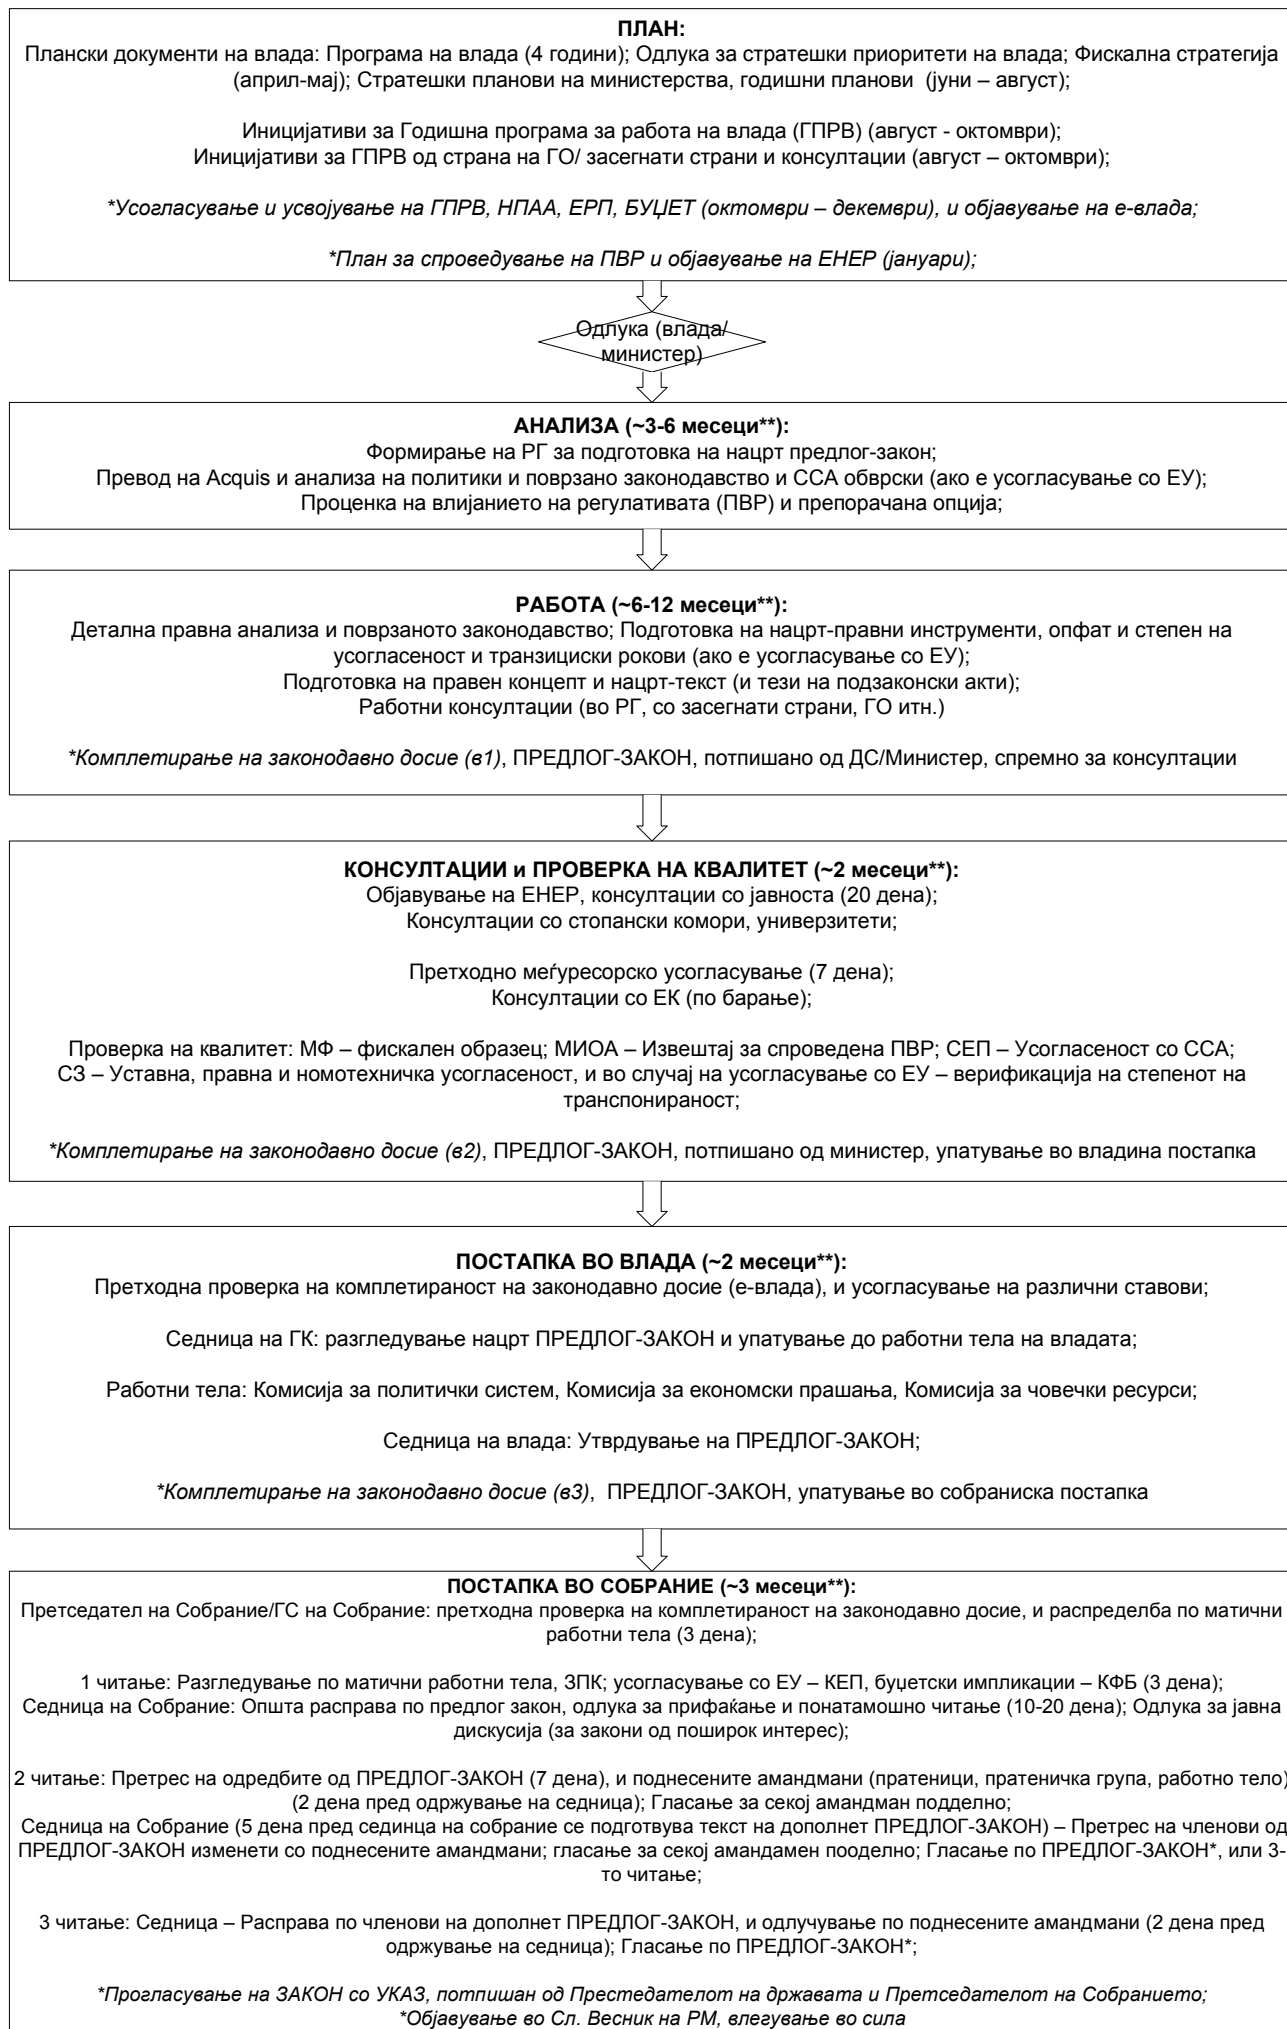 ПЛАН:
Плански документи на влада: Програма на влада (4 години); Одлука за стратешки приоритети на влада; Фискална стратегија
(април-мај); Стратешки планови на министерства, годишни планови  (јуни – август);
Иницијативи за Годишна програма за работа на влада (ГПРВ) (август - октомври);
Иницијативи за ГПРВ од страна на ГО/ засегнати страни и консултации (август – октомври);
*Усогласување и усвојување на ГПРВ, НПАА, ЕРП, БУЏЕТ (октомври – декември), и објавување на е-влада;
*План за спроведување на ПВР и објавување на ЕНЕР (јануари);
Одлука (влада/
министер)
АНАЛИЗА (~3-6 месеци**):
Формирање на РГ за подготовка на нацрт предлог-закон;
Превод на Acquis и анализа на политики и поврзано законодавство и ССА обврски (ако е усогласување со ЕУ);
Проценка на влијанието на регулативата (ПВР) и препорачана опција;
РАБОТА (~6-12 месеци**):
Детална правна анализа и поврзаното законодавство; Подготовка на нацрт-правни инструменти, опфат и степен на
усогласеност и транзициски рокови (ако е усогласување со ЕУ);
Подготовка на правен концепт и нацрт-текст (и тези на подзаконски акти);
Работни консултации (во РГ, со засегнати страни, ГО итн.)
*Комплетирање на законодавно досие (в1), ПРЕДЛОГ-ЗАКОН, потпишано од ДС/Министер, спремно за консултации
КОНСУЛТАЦИИ и ПРОВЕРКА НА КВАЛИТЕТ (~2 месеци**):
Објавување на ЕНЕР, консултации со јавноста (20 дена);
Консултации со стопански комори, универзитети;
Претходно меѓуресорско усогласување (7 дена);
Консултации со ЕК (по барање);
Проверка на квалитет: МФ – фискален образец; МИОА – Извештај за спроведена ПВР; СЕП – Усогласеност со ССА;
СЗ – Уставна, правна и номотехничка усогласеност, и во случај на усогласување со ЕУ – верификација на степенот на
транспонираност;
*Комплетирање на законодавно досие (в2), ПРЕДЛОГ-ЗАКОН, потпишано од министер, упатување во владина постапка
ПОСТАПКА ВО ВЛАДА (~2 месеци**):
Претходна проверка на комплетираност на законодавно досие (е-влада), и усогласување на различни ставови;
Седница на ГК: разгледување нацрт ПРЕДЛОГ-ЗАКОН и упатување до работни тела на владата;
Работни тела: Комисија за политички систем, Комисија за економски прашања, Комисија за човечки ресурси;
Седница на влада: Утврдување на ПРЕДЛОГ-ЗАКОН;
*Комплетирање на законодавно досие (в3),  ПРЕДЛОГ-ЗАКОН, упатување во собраниска постапка
ПОСТАПКА ВО СОБРАНИЕ (~3 месеци**):
Претседател на Собрание/ГС на Собрание: претходна проверка на комплетираност на законодавно досие, и распределба по матични
работни тела (3 дена);
1 читање: Разгледување по матични работни тела, ЗПК; усогласување со ЕУ – КЕП, буџетски импликации – КФБ (3 дена);
Седница на Собрание: Општа расправа по предлог закон, одлука за прифаќање и понатамошно читање (10-20 дена); Одлука за јавна
дискусија (за закони од поширок интерес);
2 читање: Претрес на одредбите од ПРЕДЛОГ-ЗАКОН (7 дена), и поднесените амандмани (пратеници, пратеничка група, работно тело)
(2 дена пред одржување на седница); Гласање за секој амандман подделно;
Седница на Собрание (5 дена пред сединца на собрание се подготвува текст на дополнет ПРЕДЛОГ-ЗАКОН) – Претрес на членови од
ПРЕДЛОГ-ЗАКОН изменети со поднесените амандмани; гласање за секој амандамен пооделно; Гласање по ПРЕДЛОГ-ЗАКОН*, или 3-
то читање;
3 читање: Седница – Расправа по членови на дополнет ПРЕДЛОГ-ЗАКОН, и одлучување по поднесените амандмани (2 дена пред
одржување на седница); Гласање по ПРЕДЛОГ-ЗАКОН*;
*Прогласување на ЗАКОН со УКАЗ, потпишан од Престедателот на државата и Претседателот на Собранието;
*Објавување во Сл. Весник на РМ, влегување во сила